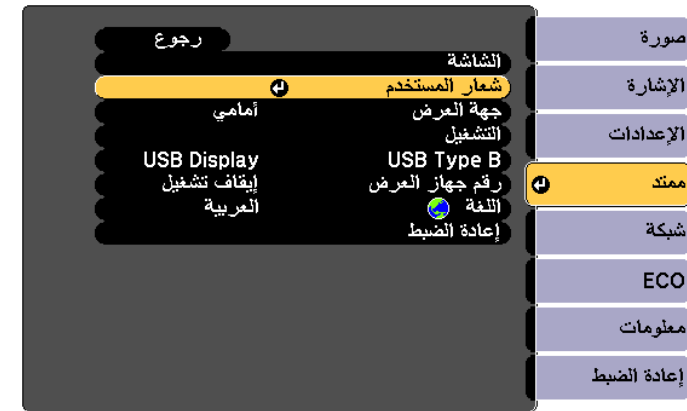 صورة
الإشارة
الإعدادات
ممتد
شبكة
ECO
معلومات
إعادة الضبط
رجوع
الشاشة
شعار المستخدم
جهة العرض أمامي
التشغيل
USB Type B USB Display
رقم جهاز العرض إيقاف تشغيل
اللغة العربية
إعادة الضبط